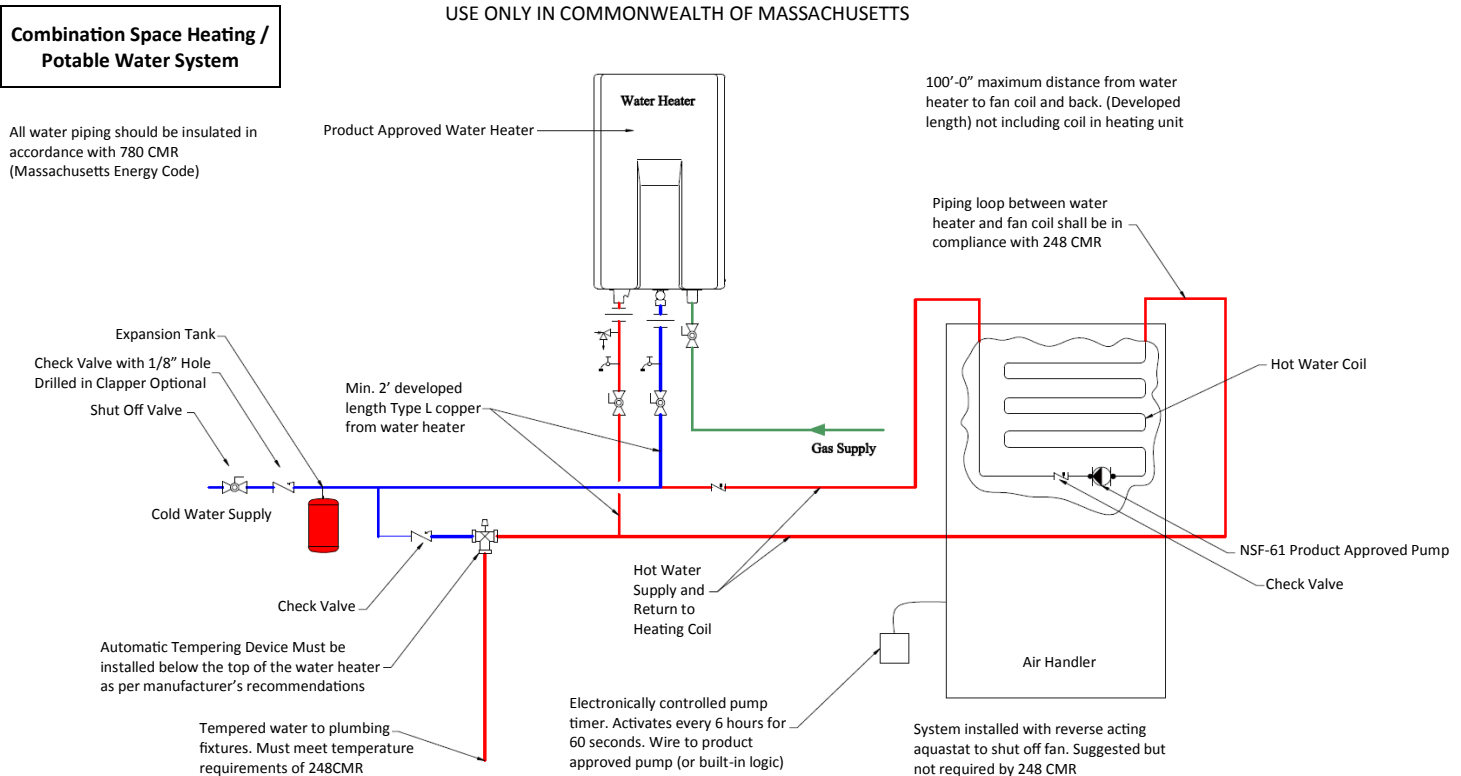 USE ONLY IN COMMONWEALTH OF MASSACHUSETTS
Combination Space Heating /
Potable Water System
All water piping should be insulated in
accordance with 780 CMR
(Massachusetts Energy Code)
Product Approved Water Heater
Water Heater
100’-0” maximum distance from water
heater to fan coil and back. (Developed
length) not including coil in heating unit
Piping loop between water
heater and fan coil shall be in
compliance with 248 CMR
Expansion Tank
Check Valve with 1/8” Hole
Drilled in Clapper Optional
Shut Off Valve
Min. 2’ developed
length Type L copper
from water heater
Hot Water Coil
Gas Supply
Cold Water Supply
NSF-61 Product Approved Pump
Check Valve
Hot Water
Supply and
Return to
Heating Coil
Check Valve
Automatic Tempering Device Must be
installed below the top of the water heater
as per manufacturer’s recommendations
Air Handler
Electronically controlled pump
timer. Activates every 6 hours for
60 seconds. Wire to product
approved pump (or built-in logic)
Tempered water to plumbing
fixtures. Must meet temperature
requirements of 248CMR
System installed with reverse acting
aquastat to shut off fan. Suggested but
not required by 248 CMR